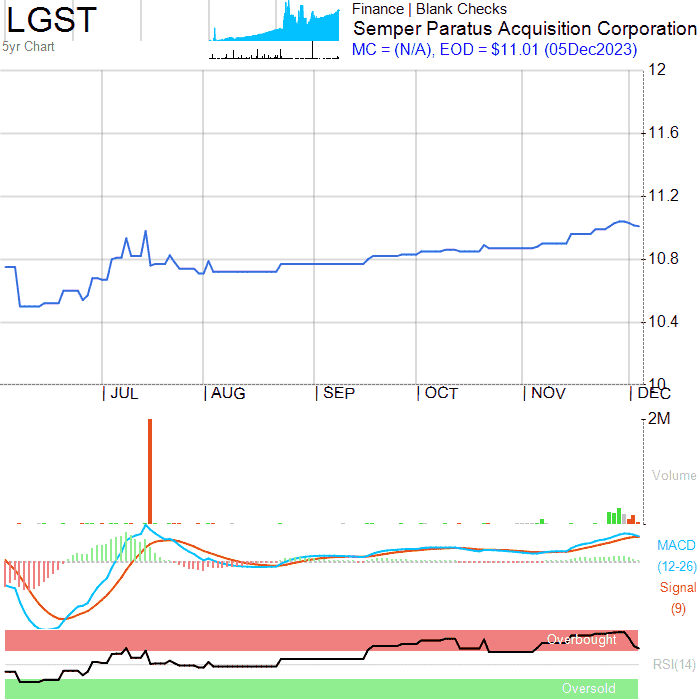 LGST
5yr Chart
Finance | Blank Checks
Semper Paratus Acquisition Corporation
MC = (N/A), EOD = $11.01 (05Dec2023)
12
11.6
11.2
10.8
10.4
10
JUL
AUG
SEP
OCT
NOV
DEC
2M
Volume
MACD
(12-26)
Signal
(9)
Overbought
RSI(14)
Oversold